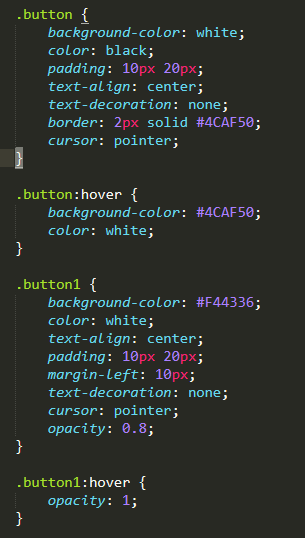 .button {
    background-color: white;
    color: black;
    padding: 10px 20px;
    text-align: center;
    text-decoration: none;
    border: 2px solid #4CAF50;
    cursor: pointer;
}

.button:hover {
    background-color: #4CAF50;
    color: white;
}

.button1 {
    background-color: #F44336;
    color: white;
    text-align: center;
    padding: 10px 20px;
    margin-left: 10px;
    text-decoration: none;
    cursor: pointer;
    opacity: 0.8;
}

.button1:hover {
    opacity: 1;
}